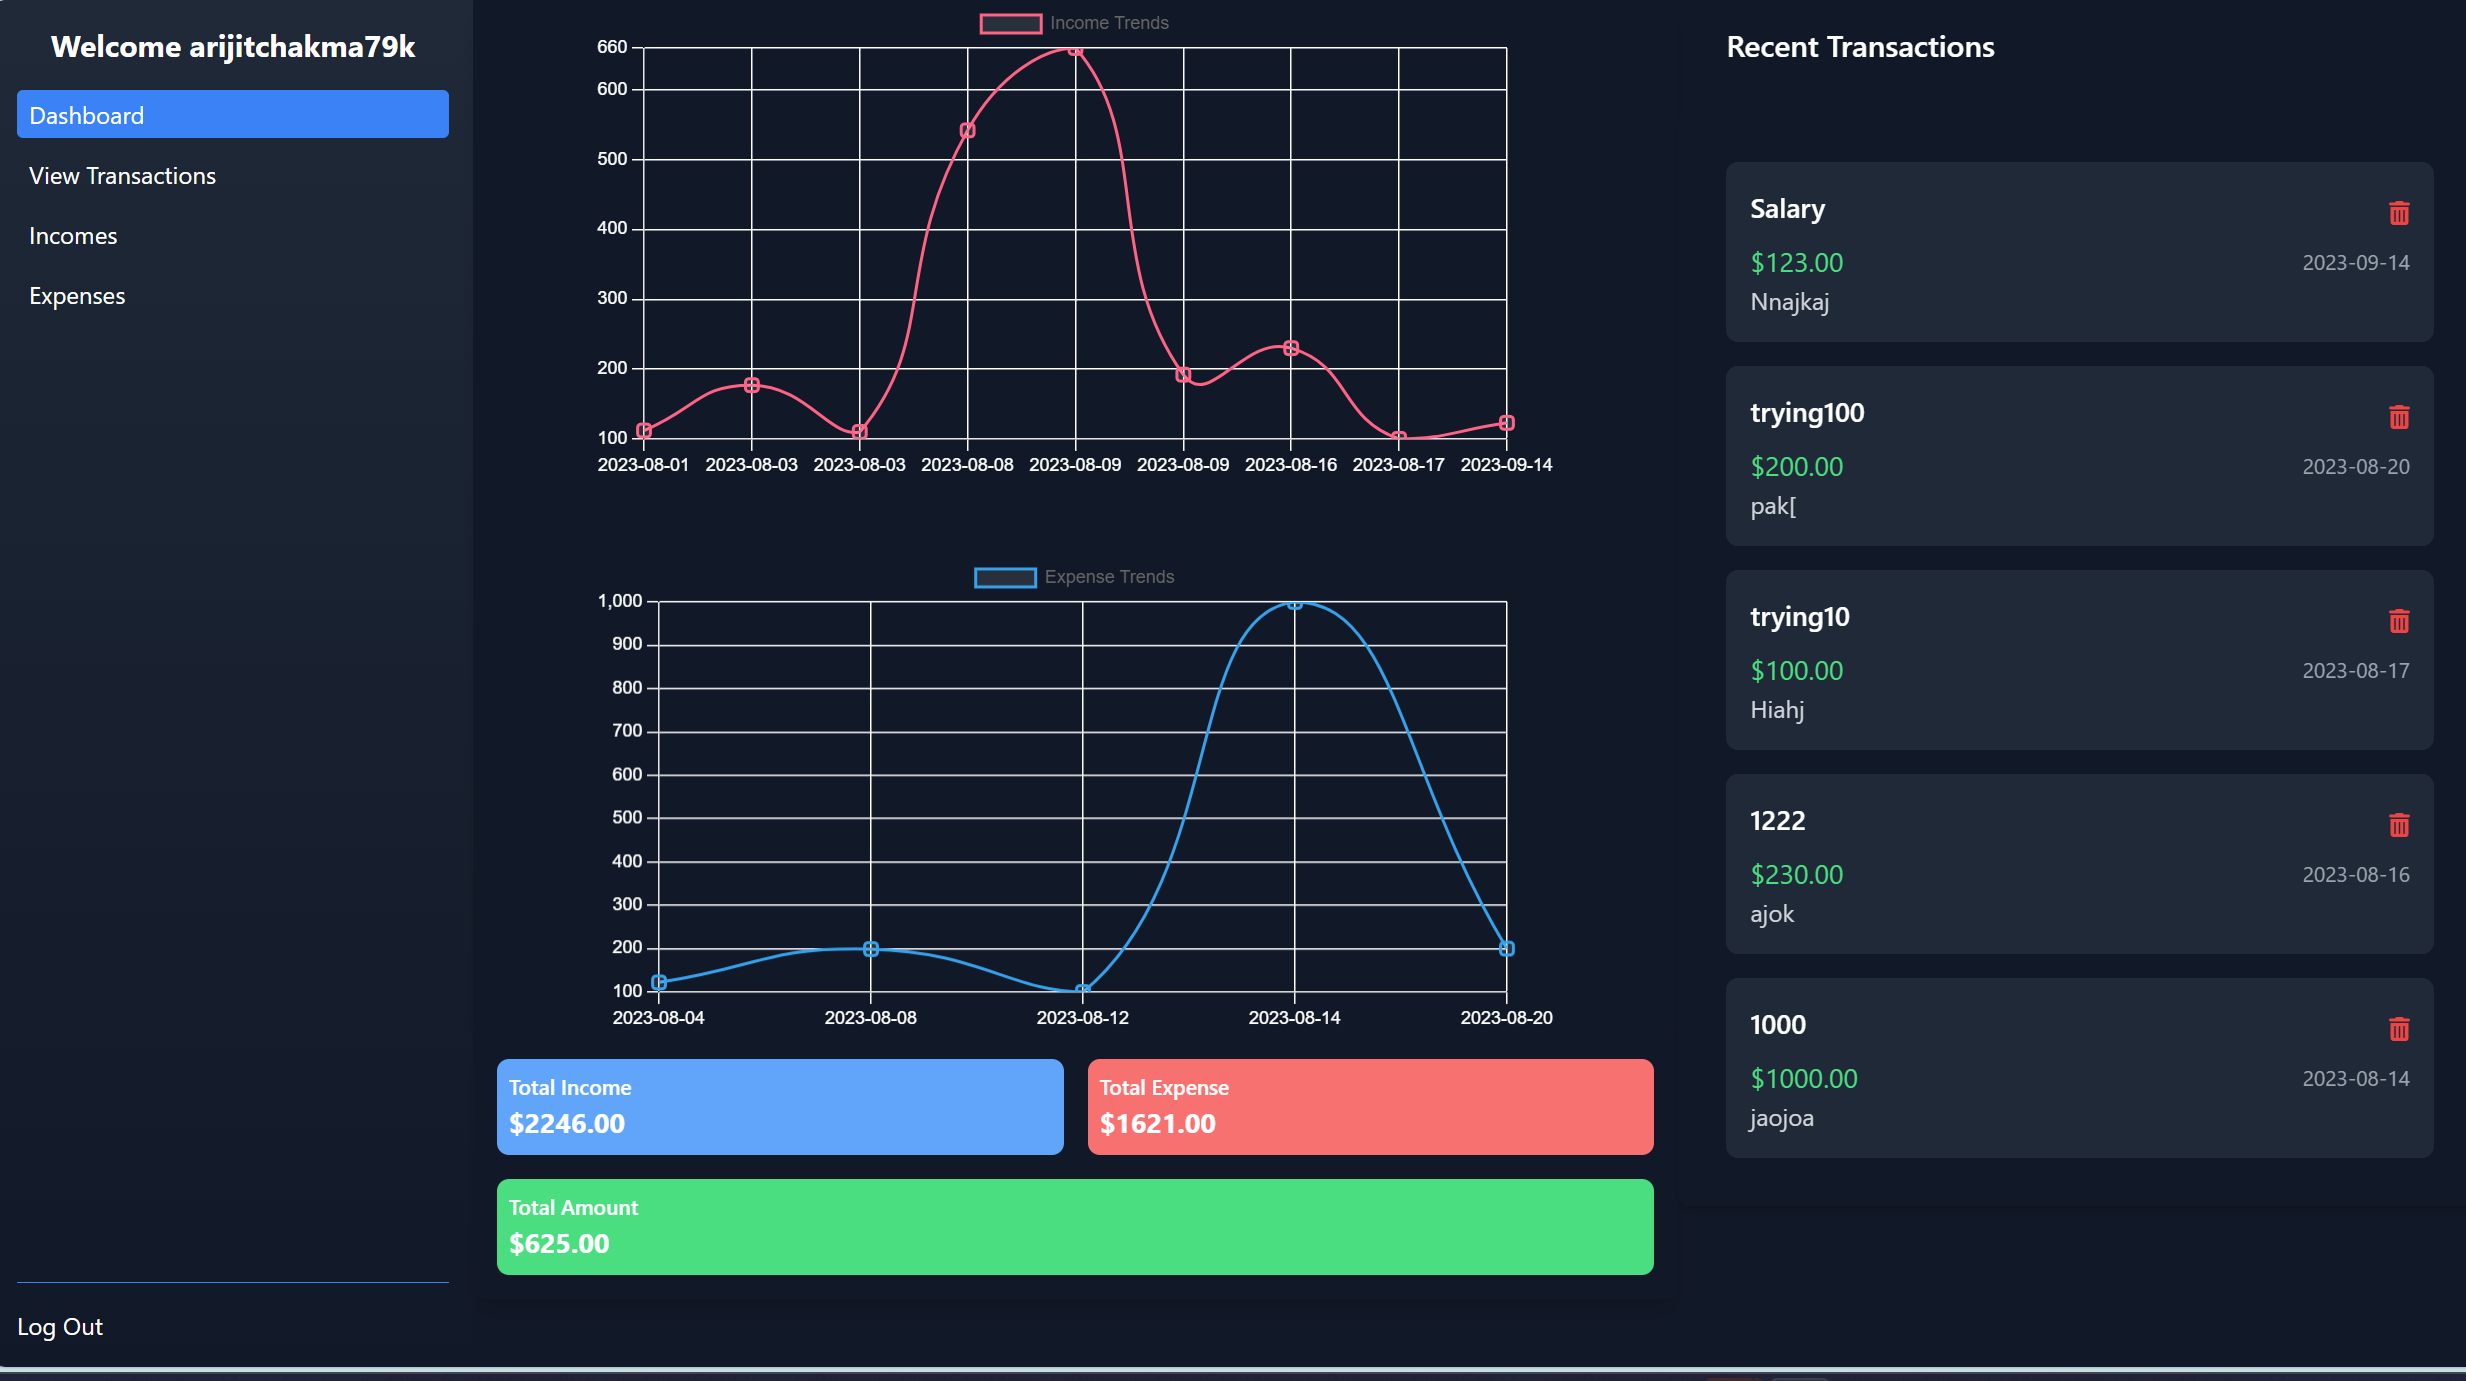 Welcome arijitchakma79k
Dashboard
View Transactions
Incomes
Expenses
Log Out
Income Trends
660
600
500
400
300
200
100
2023-08-01 2023-08-03 2023-08-03 2023-08-08 2023-08-09 2023-08-09 2023-08-16 2023-08-17 2023-09-14
Expense Trends
1,000
900
800
700
600
500
400
300
200
100
2023-08-04 2023-08-08 2023-08-12 2023-08-14 2023-08-20
Total Income
$2246.00
Total Expense
$1621.00
Total Amount
$625.00
Recent Transactions
Salary
$123.00 2023-09-14
Nnajkaj
trying100
$200.00 2023-08-20
pak[
trying10
$100.00 2023-08-17
Hiahj
1222
$230.00 2023-08-16
ajok
1000
$1000.00 2023-08-14
jaojoa